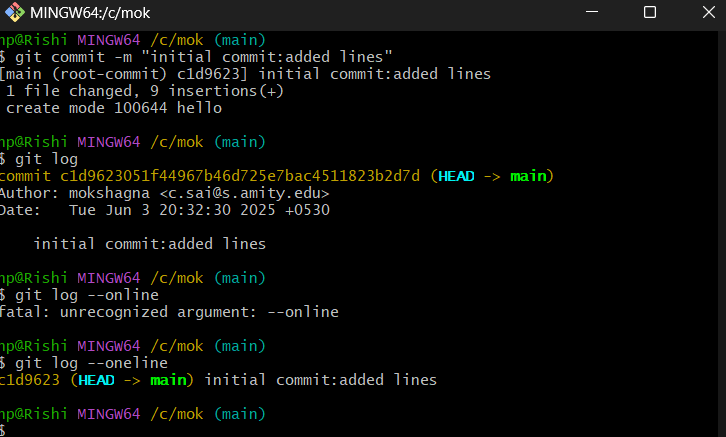 MINGW64:/c/mok
np@Rishi MINGW64 /c/mok (main)
$ git commit -m "initial commit:added lines"
[main (root-commit) c1d9623] initial commit:added lines
 1 file changed, 9 insertions(+)
 create mode 100644 hello
np@Rishi MINGW64 /c/mok (main)
$ git log
commit c1d9623051f44967b46d725e7bac4511823b2d7d (HEAD -> main)
Author: mokshagna <c.sai@s.amity.edu>
Date:   Tue Jun 3 20:32:30 2025 +0530
    initial commit:added lines
np@Rishi MINGW64 /c/mok (main)
$ git log --online
fatal: unrecognized argument: --online
np@Rishi MINGW64 /c/mok (main)
$ git log --oneline
c1d9623 (HEAD -> main) initial commit:added lines
np@Rishi MINGW64 /c/mok (main)
$